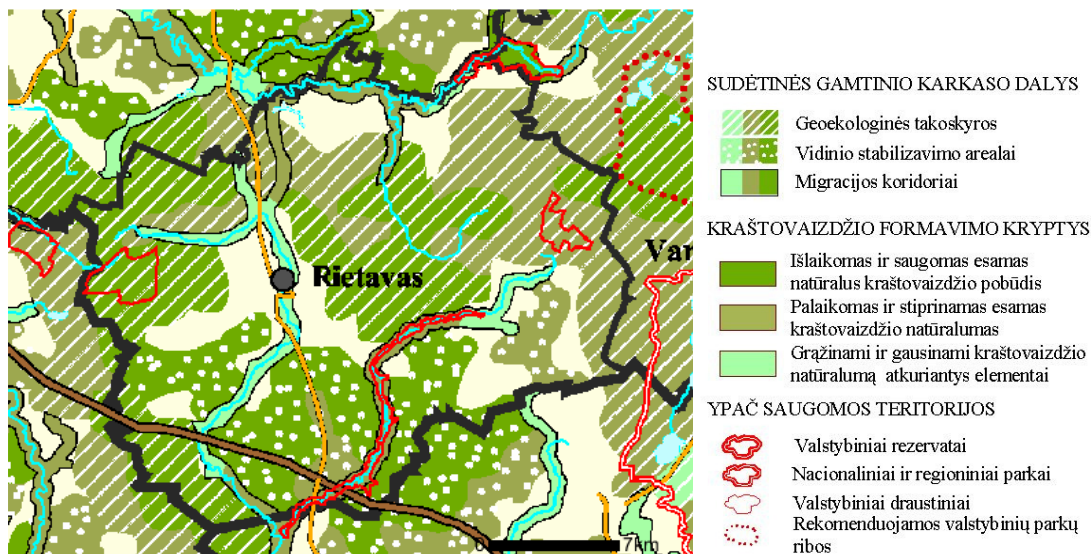 Rietavas
Var
0 7km
7
SUDĖTINĖS GAMTINIO KARKASO DALYS
Geoekologinės takoskyros
Vidinio stabilizavimo arealai
Migracijos koridoriai
KRAŠTOVAIZDŽIO FORMAVIMO KRYPTYS
Išlaikomas ir saugomas esamas
natūralus kraštovaizdžio pobūdis
Palaikomas ir stiprinamas esamas
kraštovaizdžio natūralumas
Grąžinami ir gausinami kraštovaizdžio
natūralumą atkuriantys elementai
YPAČ SAUGOMOS TERITORIJOS
Valstybiniai rezervatai
Nacionaliniai ir regioniniai parkai
Valstybiniai draustiniai
Rekomenduojamos valstybinių parkų
ribos